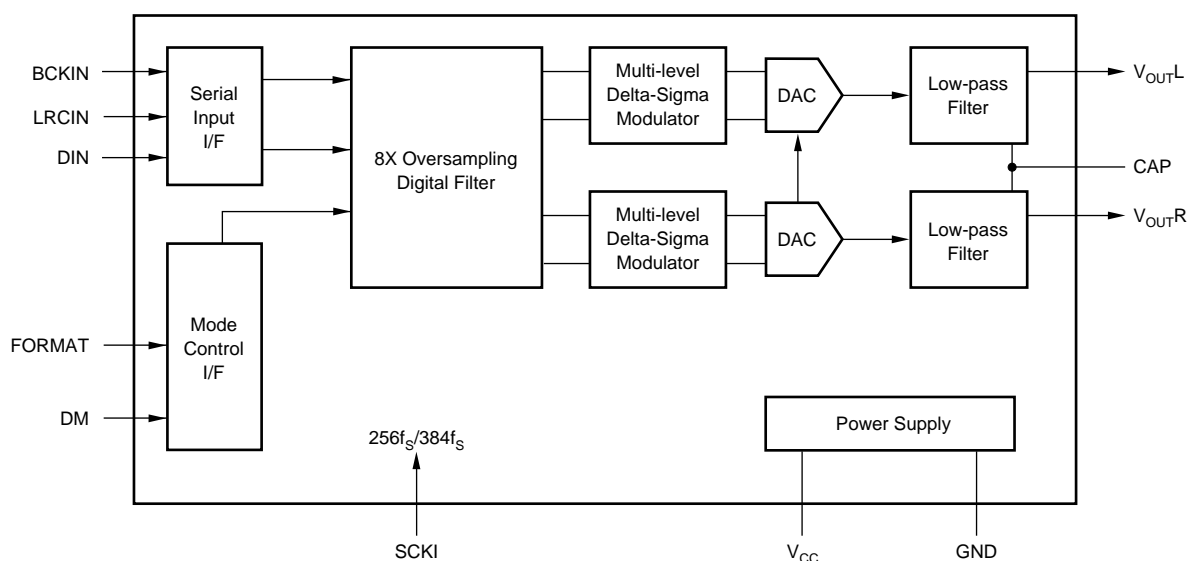 BCKIN
LRCIN
DIN
Serial
Input
I/F
8X Oversampling
Digital Filter
Multi-level
Delta-Sigma
Modulator
DAC
Low-pass
Filter
VOUTL
CAP
Multi-level
Delta-Sigma
Modulator
DAC
Low-pass
Filter
VOUTR
FORMAT
DM
Mode
Control
I/F
256fS/384fS
SCKI
Power Supply
VCC
GND